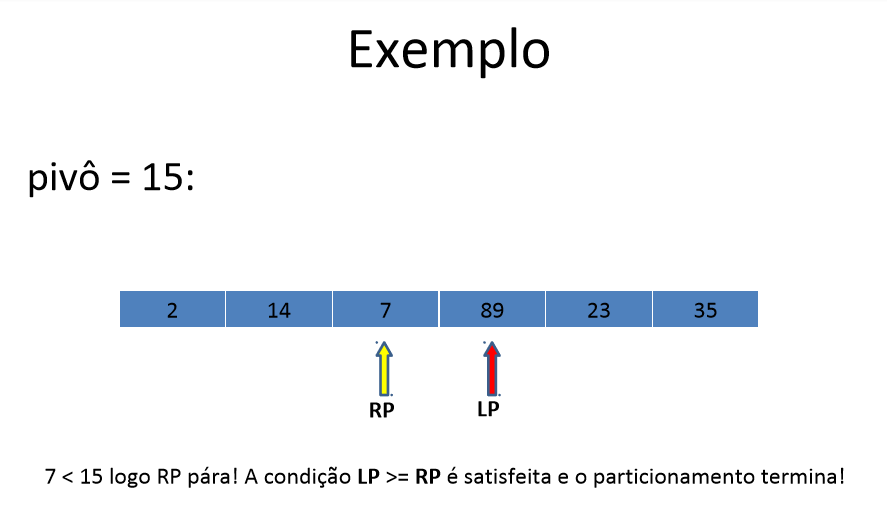 Exemplo
pivô = 15:
2 14 7 89 23 35
RP LP
7 < 15 logo RP pára! A condição LP >= RP é satisfeita e o particionamento termina!